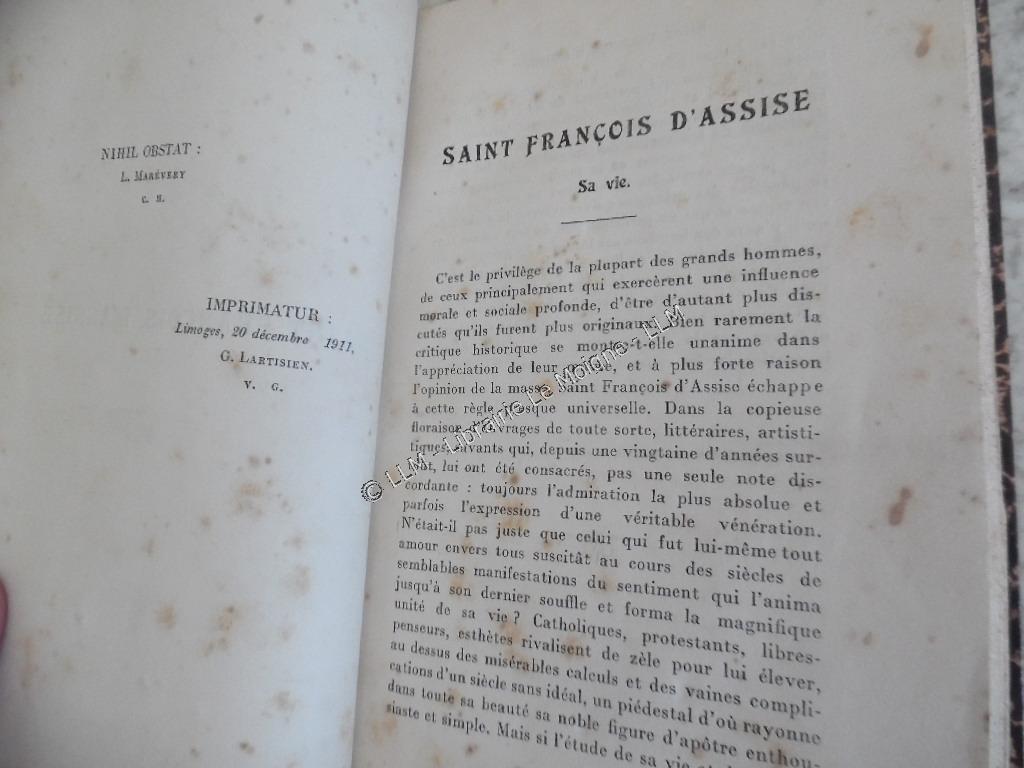 NIHIL OBSTAT :
L. MARÉVERY
C. H.
IMPRIMATUR :
Limoges, 20 décembre 1911,
G. LARTISIEN.
V. G.
SAINT FRANÇOIS D'ASSISE
Sa vie.
C'est le privilège de la plupart des grands hommes,
de ceux principalement qui exercèrent une influence
morale et sociale profonde, d'être d'autant plus dis-
cutés qu'ils furent plus originaux. Bien rarement la
critique historique se montre-t-elle unanime dans
l'appréciation de leur et à plus forte raison
l'opinion de la masse. Saint François d'Assise échappe
à cette règle presque universelle. Dans la copieuse
floraison d'ouvrages de toute sorte, littéraires, artisti-
ques, savants qui, depuis une vingtaine d'années sur-
tout, lui ont été consacrés, pas une seule note dis-
cordante : toujours l'admiration la plus absolue et
parfois l'expression d'une véritable vénération.
N'était-il pas juste que celui qui fut lui-même tout
amour envers tous suscitât au cours des siècles de
semblables manifestations du sentiment qui l'anima
jusqu'à son dernier souffle et forma la magnifique
unité de sa vie ? Catholiques, protestants, libres-
penseurs, esthètes rivalisent de zèle pour lui élever,
au dessus des misérables calculs et des vaines compli-
cations d'un siècle sans idéal, un piédestal d'où rayonne
dans toute sa beauté sa noble figure d'apôtre enthou-
siaste et simple. Mais si l'étude de sa vie
© LLM - Librairie Le Moigne - LLM